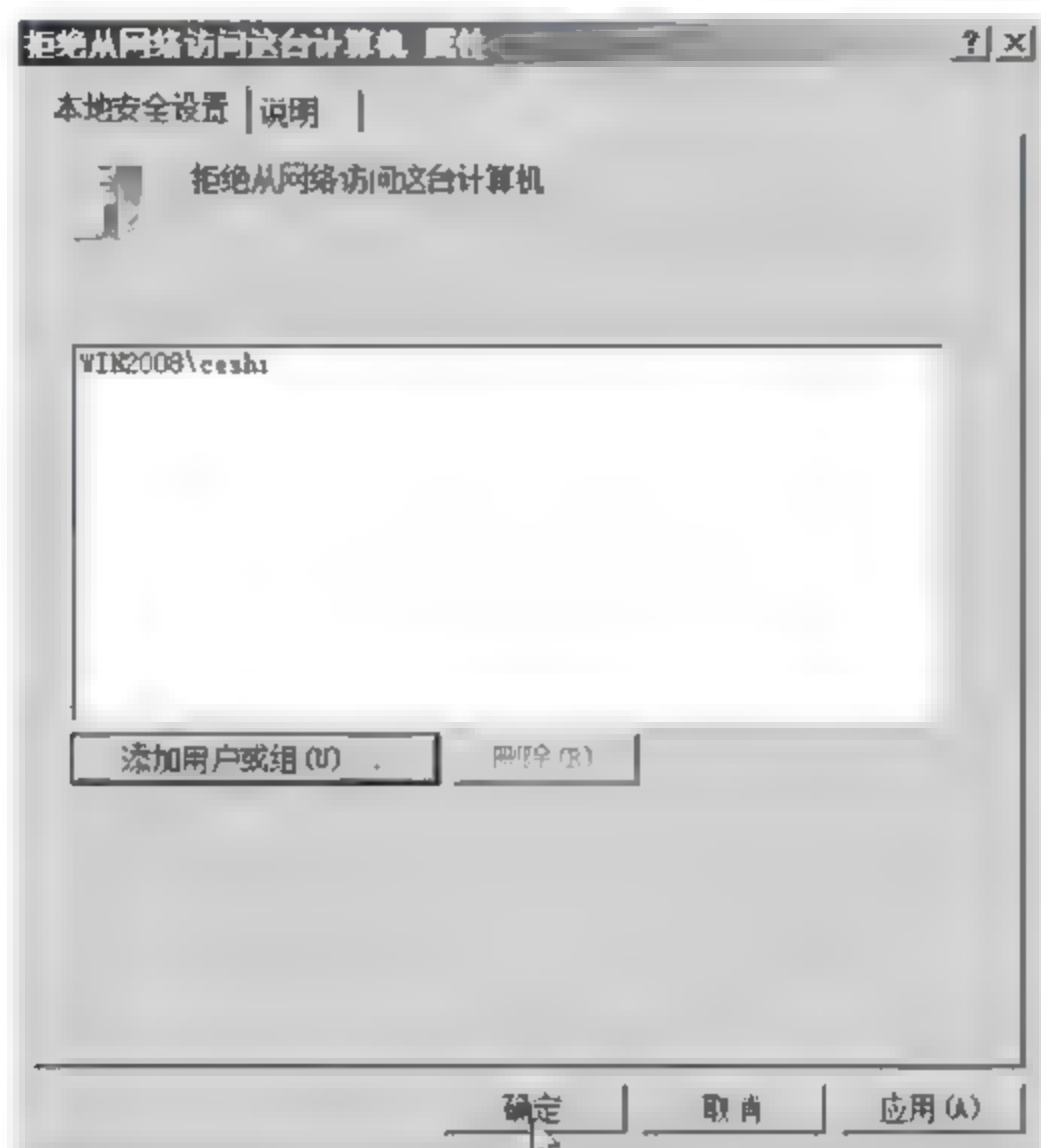 拒绝从网络访问这台计算机 属性
? ×
本地安全设置 说明
拒绝从网络访问这台计算机
WIN2008\ceshi
添加用户或组(U)
删除(R)
确定 取消 应用(A)